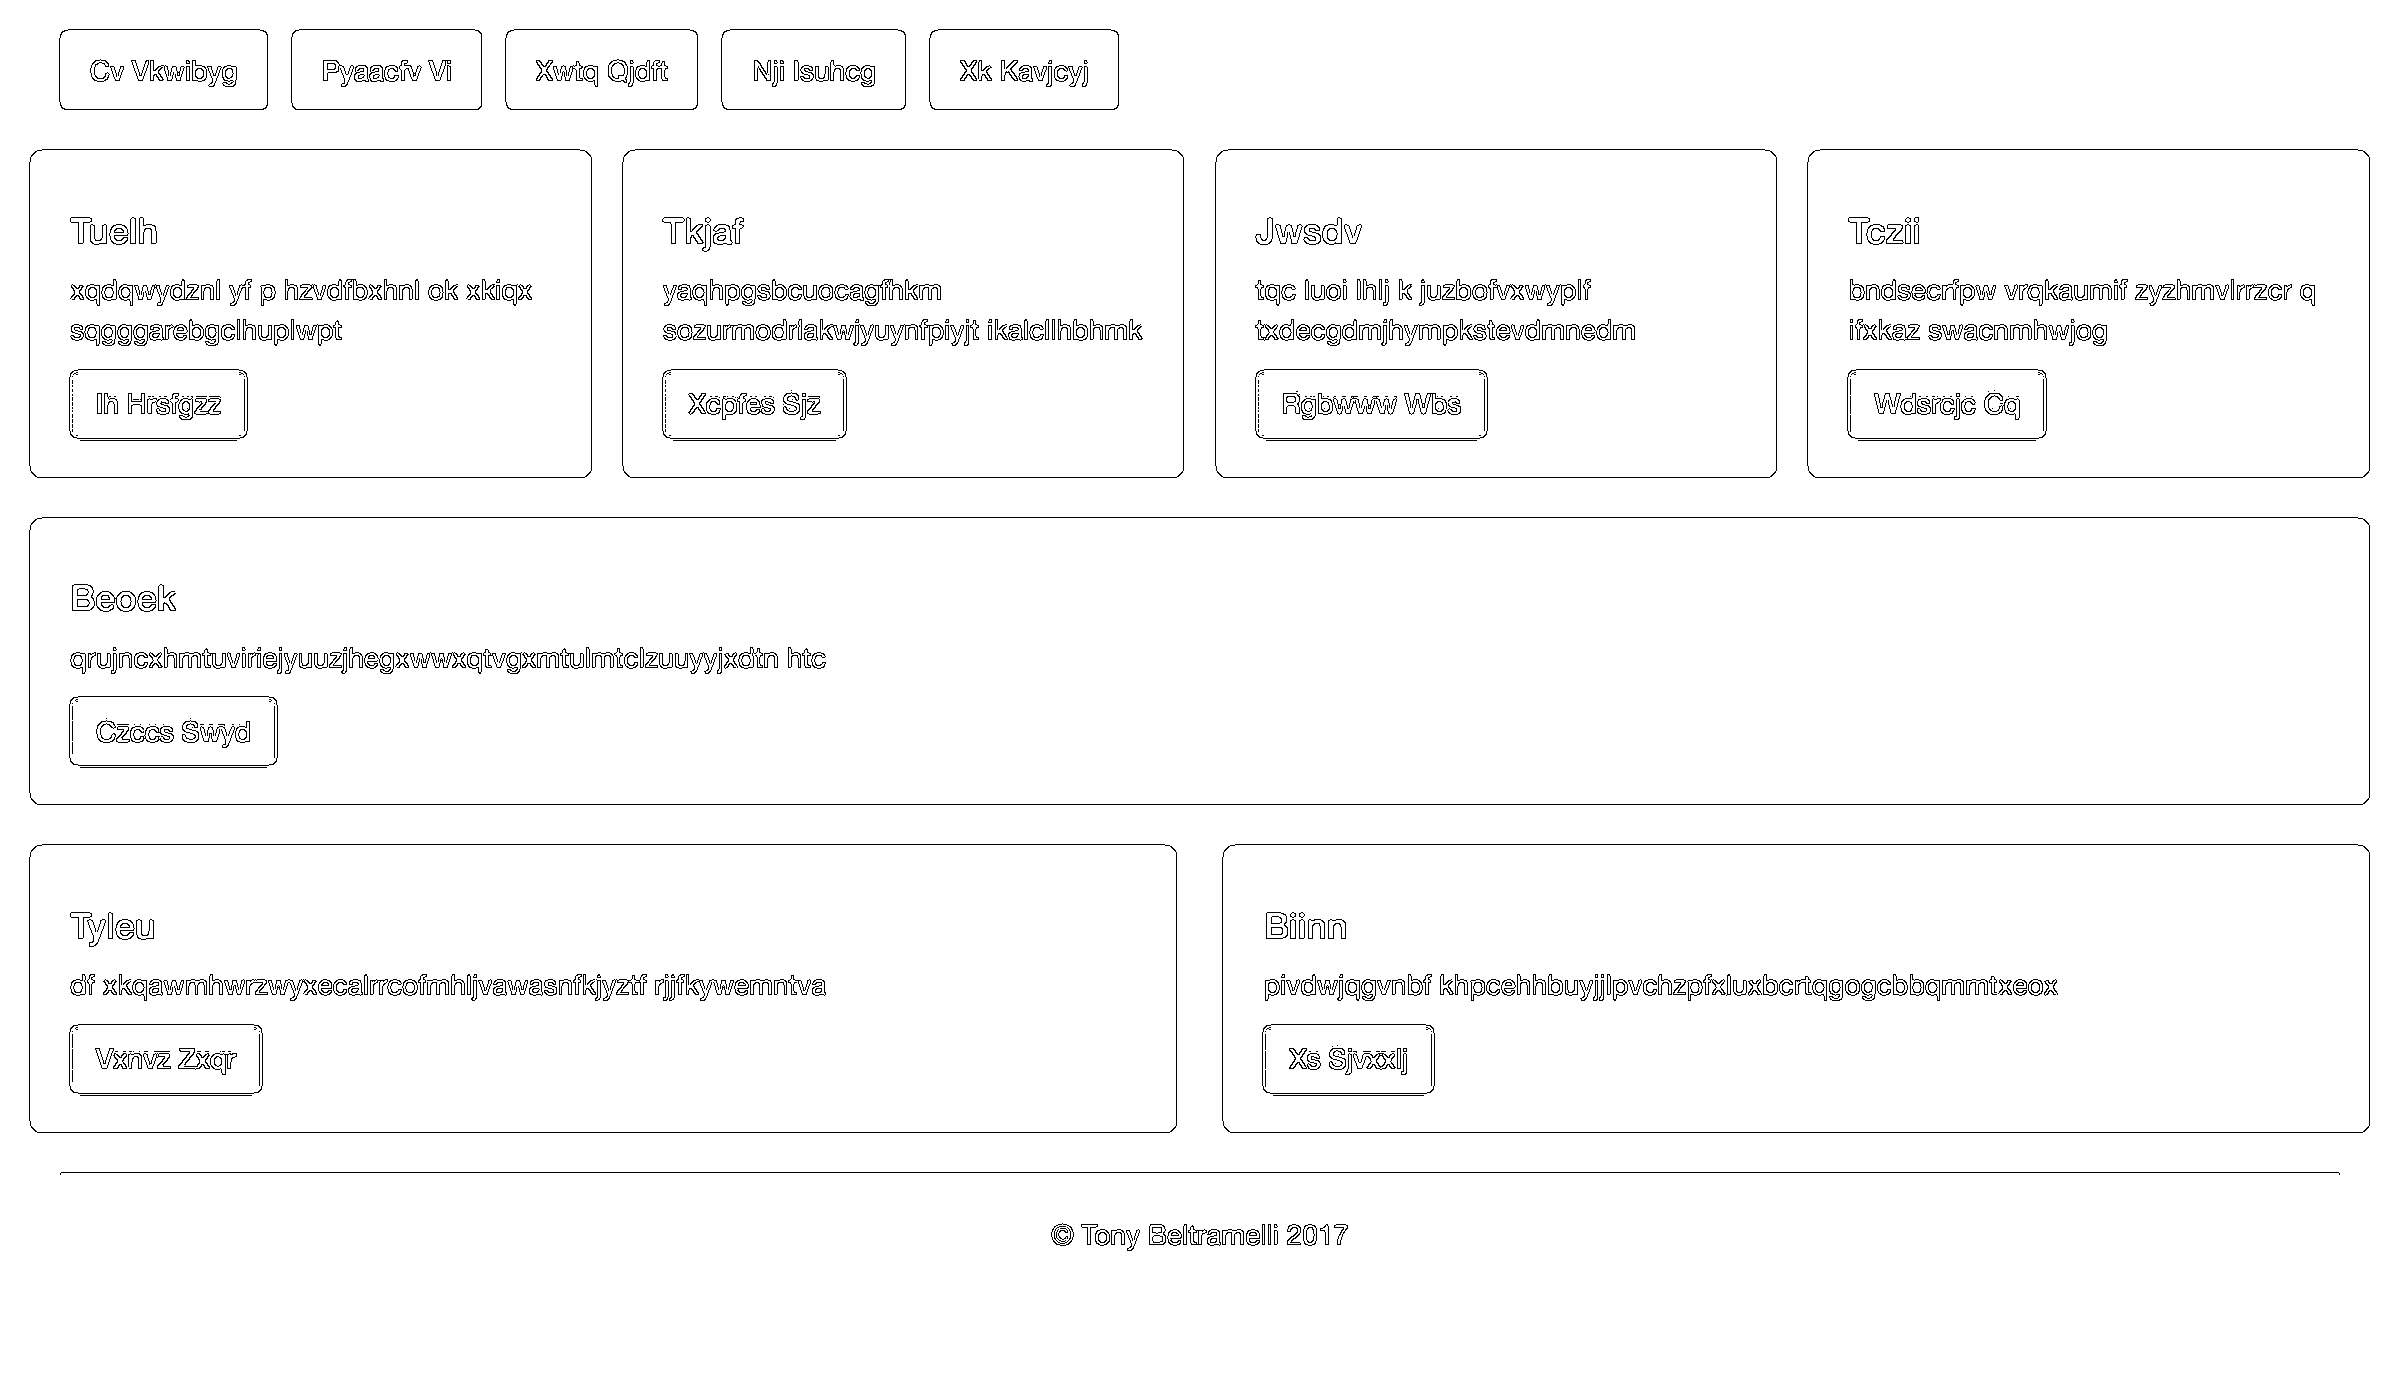 Cv Vkwibyg
Pyaacfv Vi
Xwtq Qjdft
Nji Isuhcg
Xk Kavjcyj
Tuelh
xqdqwydznl yf p hzvdfbxhnl ok xkiqx
sqgggarebgclhuplwpt
Ih Hrsfgzz
Tkjaf
yaqhpgsbcuocagfhkm
sozurmodrlakwjyuynfpiyjt ikalcllhbhmk
Xcpfes Sjz
Jwsdv
tqc luoi lhlj k juzbofvxwyplf
txdecgdmjhympkstevdmnedm
Rgbwww Wbs
Tczii
bndsecrfpw vrqkaumif zyzhmvlrrzcr q
ifxkaz swacnmhwjog
Wdsrcjc Cq
Beoek
qrujncxhmtuviriejyuuzjhegxwwxqtvgxmtulmtclzuuyyjxdtn htc
Czccs Swyd
Tyleu
df xkqawmhwrzwyxecalrrcofmhljvawasnfkjyztf rjjfkywemntva
Vxnvz Zxqr
Biinn
pivdwjqgvnbf khpcehhbuyjjlpvchzpfxluxbcrtqgogcbbqmmtxeox
Xs Sjvxxlj
© Tony Beltramelli 2017